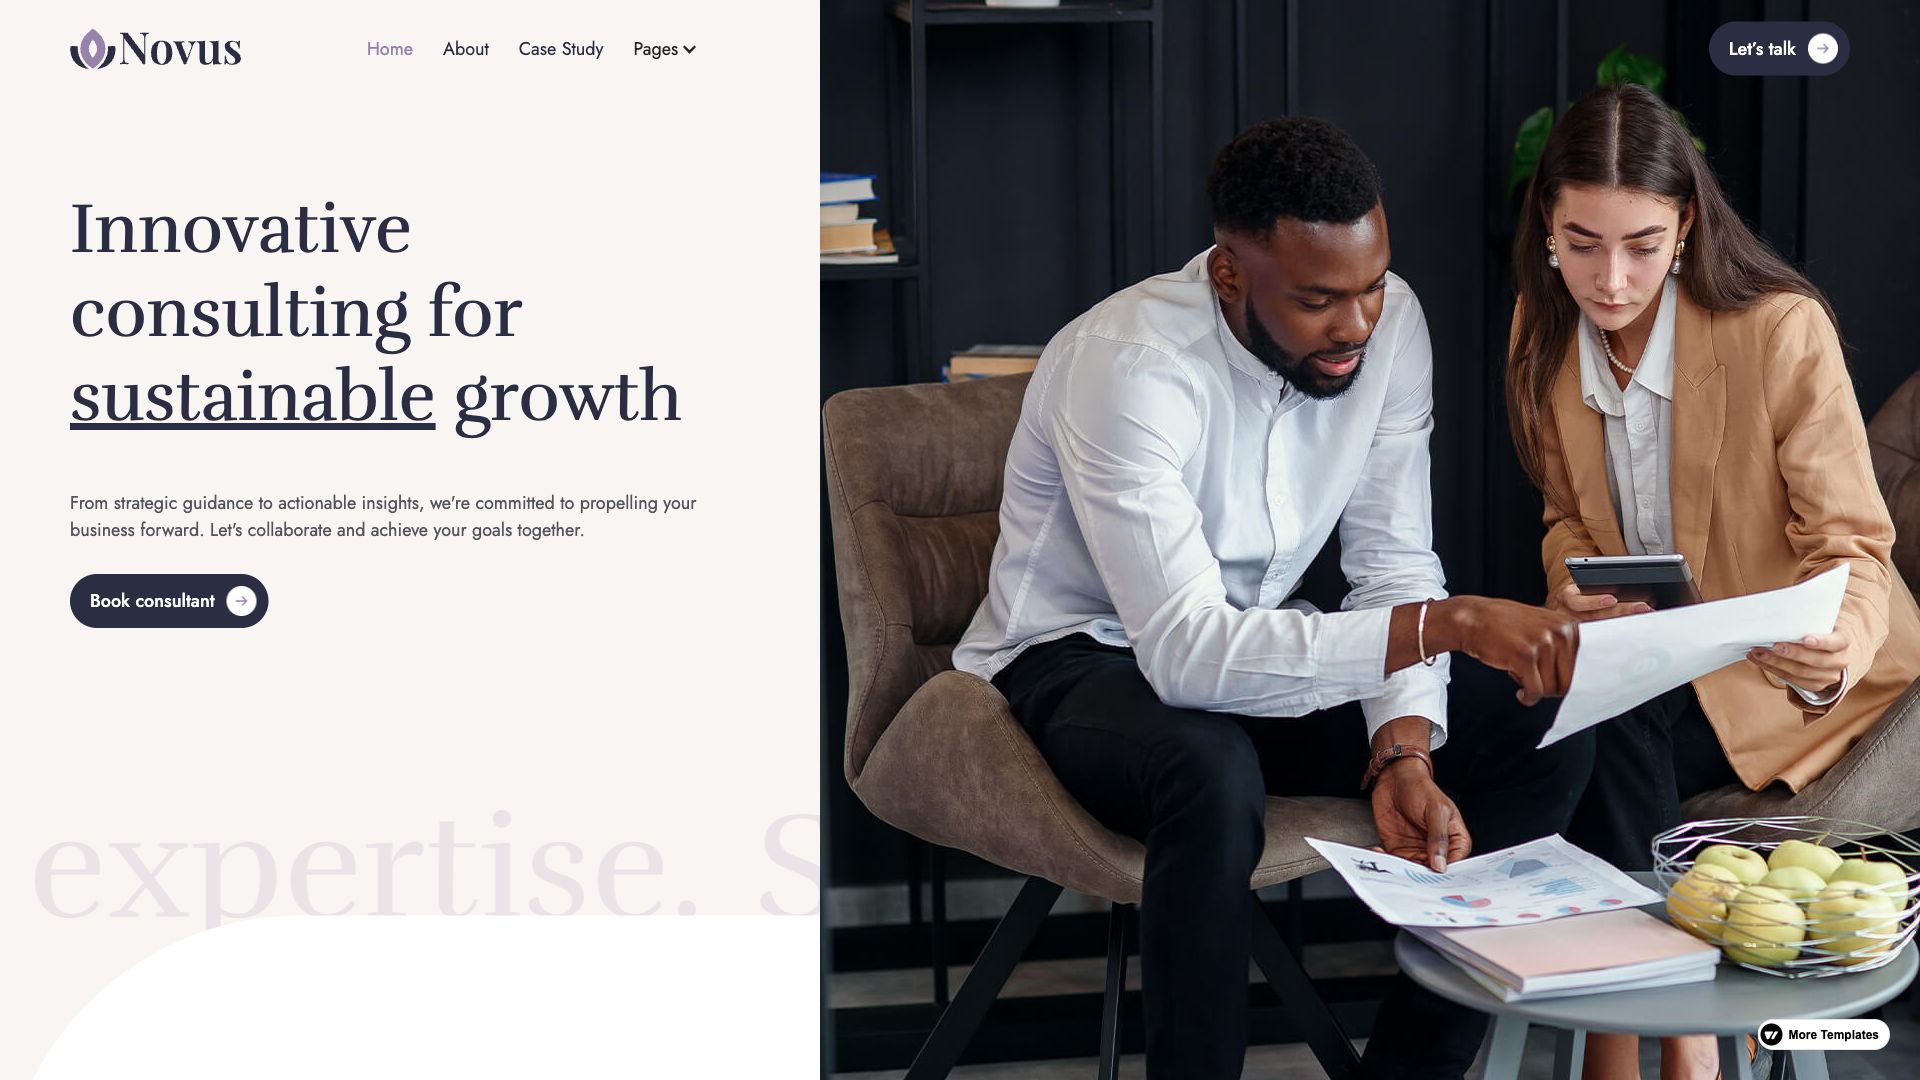 Novus
Home
About
Case Study
Pages
Let's talk
Innovative
consulting for
sustainable growth
From strategic guidance to actionable insights, we're committed to propelling your
business forward. Let's collaborate and achieve your goals together.
Book consultant
expertise. S
More Templates